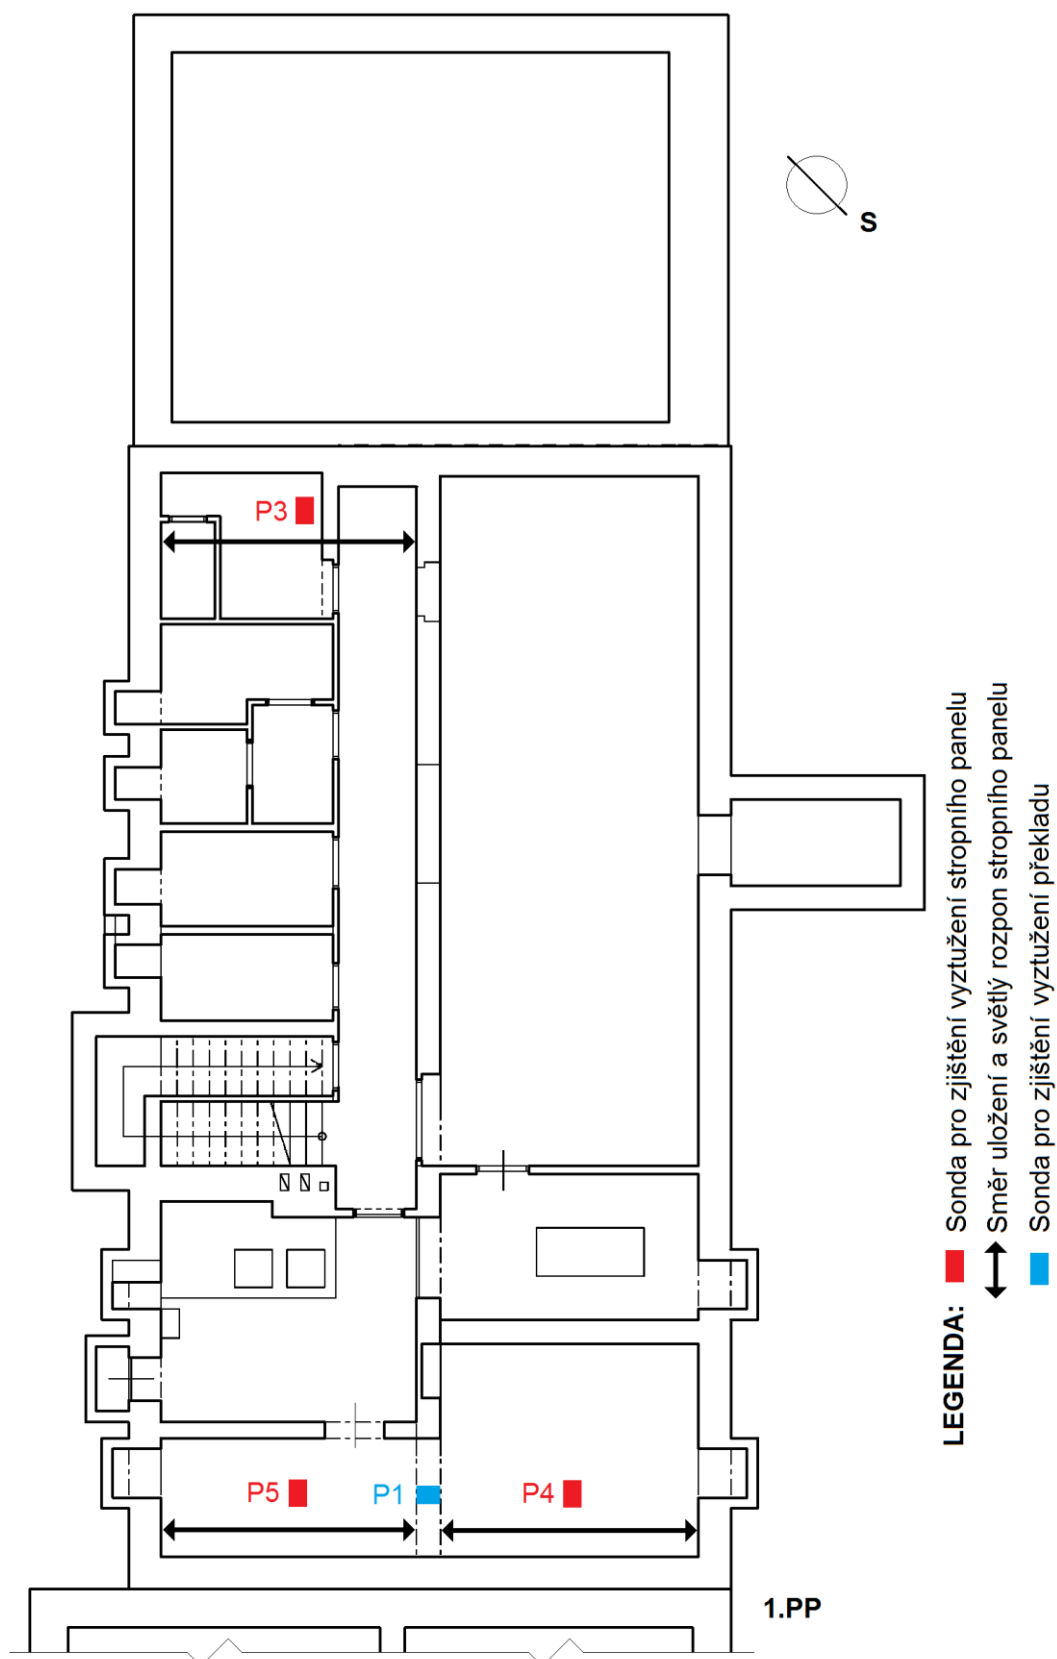 S
P3
P5
P1
P4
1.PP
LEGENDA:
Sonda pro zjištění vyztužení stropního panelu
Směr uložení a světlý rozpon stropního panelu
Sonda pro zjištění vyztužení překladu